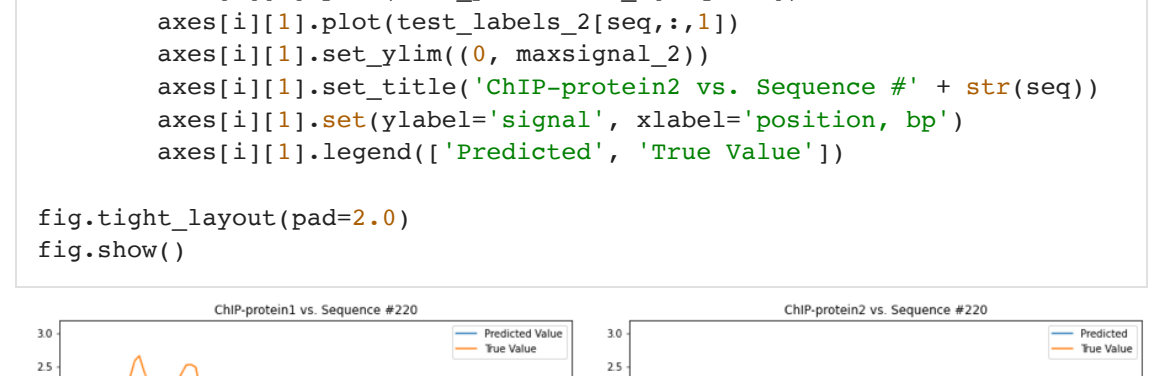 axes[i][1].plot(test_labels_2[seq,:,1])
axes[i][1].set_ylim((0, maxsignal_2))
axes[i][1].set_title('ChIP-protein2 vs. Sequence #' + str(seq))
axes[i][1].set(ylabel='signal', xlabel='position, bp')
axes[i][1].legend(['Predicted', 'True Value'])
fig.tight_layout(pad=2.0)
fig.show()
ChIP-protein1 vs. Sequence #220
3.0
2.5
Predicted Value
True Value
ChIP-protein2 vs. Sequence #220
3.0
2.5
Predicted
True Value